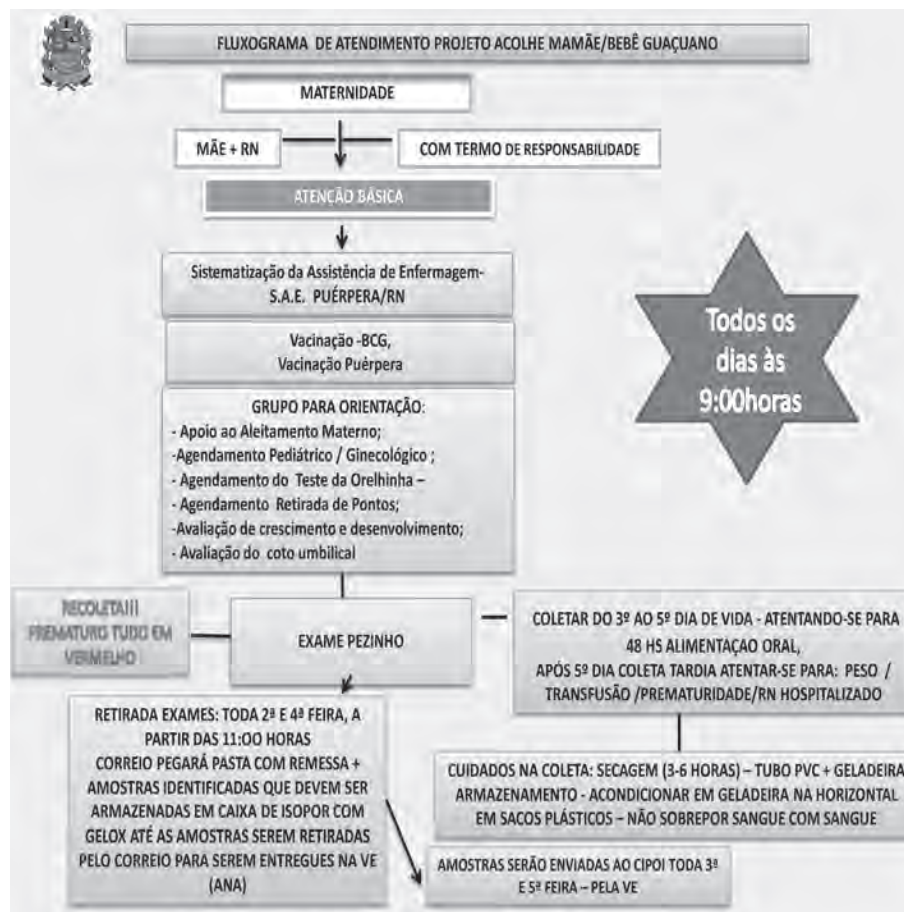 FLUXOGRAMA DE ATENDIMENTO PROJETO ACOLHE MAMÃE/BEBÊ GUAÇUANO
MATERNIDADE
MÃE + RN
COM TERMO DE RESPONSABILIDADE
ATENÇÃO BÁSICA
Sistematização da Assistência de Enfermagem-
S.A.E. PUÉRPERA/RN
Vacinação -BCG,
Vacinação Puérpera
GRUPO PARA ORIENTAÇÃO:
- Apoio ao Aleitamento Materno;
-Agendamento Pediátrico / Ginecológico ;
- Agendamento do Teste da Orelhinha –
- Agendamento Retirada de Pontos;
-Avaliação de crescimento e desenvolvimento;
- Avaliação do coto umbilical
Todos os
dias às
9:00horas
RECOLETA!!!
PREMATURO TUDO EM
VERMELHO
EXAME PEZINHO
COLETAR DO 3º AO 5º DIA DE VIDA - ATENTANDO-SE PARA
48 HS ALIMENTAÇAO ORAL,
APÓS 5º DIA COLETA TARDIA ATENTAR-SE PARA: PESO /
TRANSFUSÃO /PREMATURIDADE/RN HOSPITALIZADO
RETIRADA EXAMES: TODA 2ª E 4ª FEIRA, A
PARTIR DAS 11:OO HORAS
CORREIO PEGARÁ PASTA COM REMESSA +
AMOSTRAS IDENTIFICADAS QUE DEVEM SER
ARMAZENADAS EM CAIXA DE ISOPOR COM
GELOX ATÉ AS AMOSTRAS SEREM RETIRADAS
PELO CORREIO PARA SEREM ENTREGUES NA VE
(ANA)
CUIDADOS NA COLETA: SECAGEM (3-6 HORAS) – TUBO PVC + GELADEIRA
ARMAZENAMENTO - ACONDICIONAR EM GELADEIRA NA HORIZONTAL
EM SACOS PLÁSTICOS – NÃO SOBREPOR SANGUE COM SANGUE
AMOSTRAS SERÃO ENVIADAS AO CIPOI TODA 3ª
E 5ª FEIRA – PELA VE